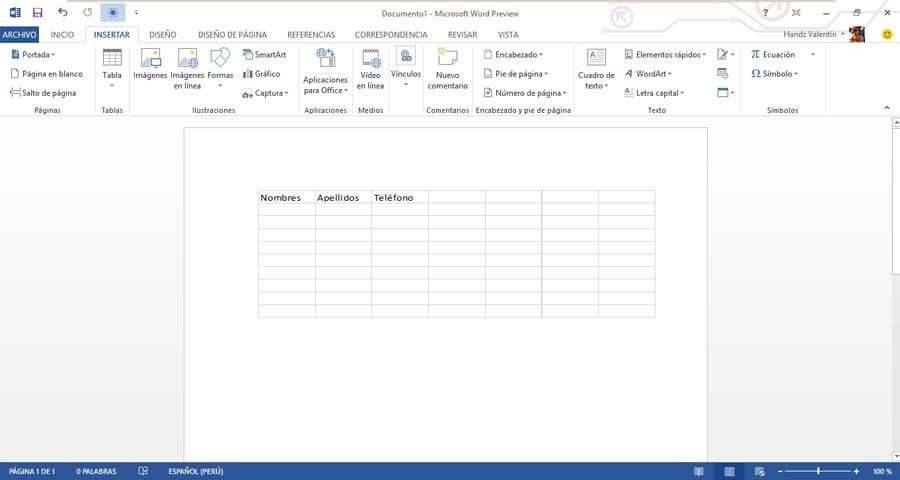 Documento1 - Microsoft Word Preview
ARCHIVO INICIO INSERTAR DISEÑO DISEÑO DE PÁGINA REFERENCIAS CORRESPONDENCIA REVISAR VISTA Handz Valentín
Portada
Página en blanco
Salto de página
Páginas
Tabla
Tablas
Imágenes
Imágenes en línea
Formas
SmartArt
Gráfico
Captura
Ilustraciones
Aplicaciones
para Office
Aplicaciones
Vídeo
en línea
Medios
Vínculos
Nuevo
comentario
Comentarios
Encabezado
Pie de página
Número de página
Encabezado y pie de página
Cuadro de
texto
Elementos rápidos
WordArt
Letra capital
Texto
Ecuación
Símbolo
Símbolos
Nombres Apellidos Teléfono
PÁGINA 1 DE 1 0 PALABRAS ESPAÑOL (PERÚ) 100 %